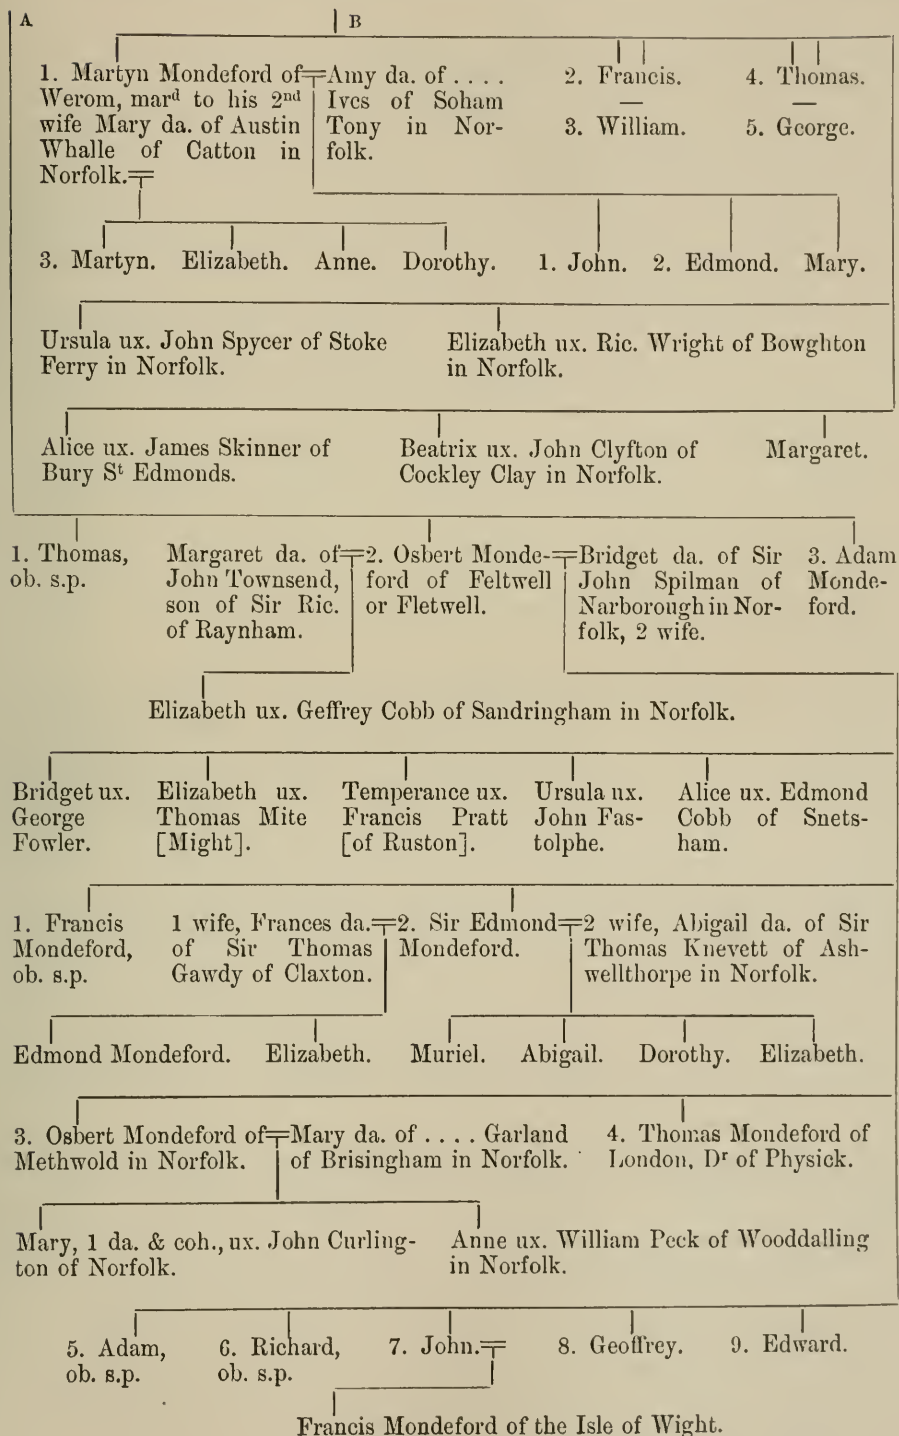 A
B
1. Martyn Mondeford of
Werom, mard to his 2nd
wife Mary da. of Austin
Whalle of Catton in
Norfolk.
Amy da. of . . . .
Ives of Soham
Tony in Nor-
folk.
2. Francis.
—
3. William.
4. Thomas.
—
5. George.
3. Martyn. Elizabeth. Anne. Dorothy. 1. John. 2. Edmond. Mary.
Ursula ux. John Spycer of Stoke
Ferry in Norfolk.
Elizabeth ux. Ric. Wright of Bowghton
in Norfolk.
Alice ux. James Skinner of
Bury St Edmonds.
Beatrix ux. John Clyfton of
Cockley Clay in Norfolk.
Margaret.
1. Thomas,
ob. s.p.
Margaret da. of
John Townsend,
son of Sir Ric.
of Raynham.
2. Osbert Monde-
ford of Feltwell
or Fletwell.
Bridget da. of Sir
John Spilman of
Narborough in Nor-
folk, 2 wife.
3. Adam
Monde-
ford.
Elizabeth ux. Geffrey Cobb of Sandringham in Norfolk.
Bridget ux.
George
Fowler.
Elizabeth ux.
Thomas Mite
[Might].
Temperance ux.
Francis Pratt
[of Ruston].
Ursula ux.
John Fas-
tolphe.
Alice ux. Edmond
Cobb of Snets-
ham.
1. Francis
Mondeford,
ob. s.p.
1 wife, Frances da.
of Sir Thomas
Gawdy of Claxton.
2. Sir Edmond
Mondeford.
2 wife, Abigail da. of Sir
Thomas Knevett of Ash-
wellthorpe in Norfolk.
Edmond Mondeford. Elizabeth. Muriel. Abigail. Dorothy. Elizabeth.
3. Osbert Mondeford of
Methwold in Norfolk.
Mary da. of . . . . Garland
of Brisingham in Norfolk.
4. Thomas Mondeford of
London, Dr of Physick.
Mary, 1 da. & coh., ux. John Curling-
ton of Norfolk.
Anne ux. William Peck of Wooddalling
in Norfolk.
5. Adam,
ob. s.p.
6. Richard,
ob. s.p.
7. John.
8. Geoffrey.
9. Edward.
Francis Mondeford of the Isle of Wight.